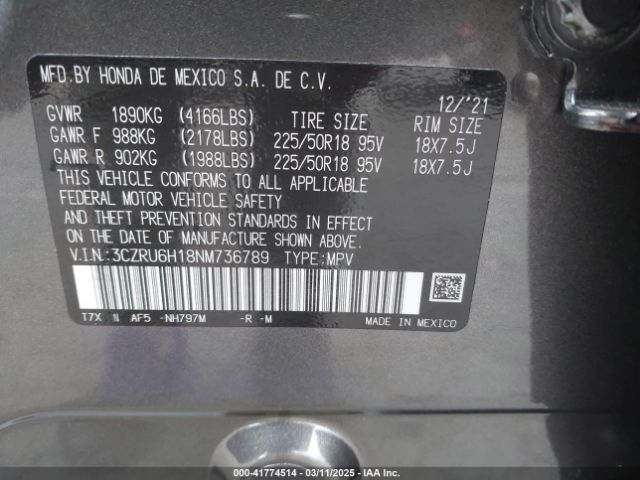 MFD.BY HONDA DE MEXICO S.A. DE C.V.
12/'21
GVWR 1890KG (4166LBS) TIRE SIZE RIM SIZE
GAWR F 988KG (2178LBS) 225/50R18 95V 18X7.5J
GAWR R 902KG (1988LBS) 225/50R18 95V 18X7.5J
THIS VEHICLE CONFORMS TO ALL APPLICABLE
FEDERAL MOTOR VEHICLE SAFETY
AND THEFT PREVENTION STANDARDS IN EFFECT
ON DATE OF MANUFACTURE SHOWN ABOVE.
V.I.N:3CZRU6H18NM736789 TYPE:MPV
T7X N AF5 -NH797M -R -M MADE IN MEXICO
000-41774514 - 03/11/2025 - IAA Inc.